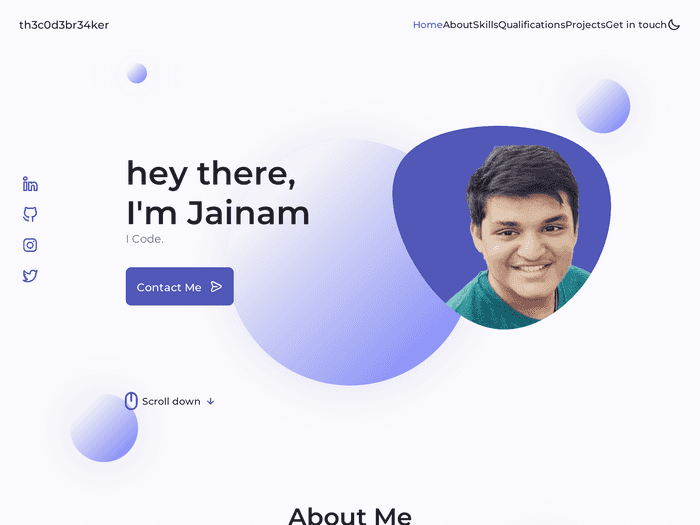 th3c0d3br34ker
HomeAboutSkillsQualificationsProjectsGet in touch
hey there,
I'm Jainam
I Code.
Contact Me
Scroll down
About Me